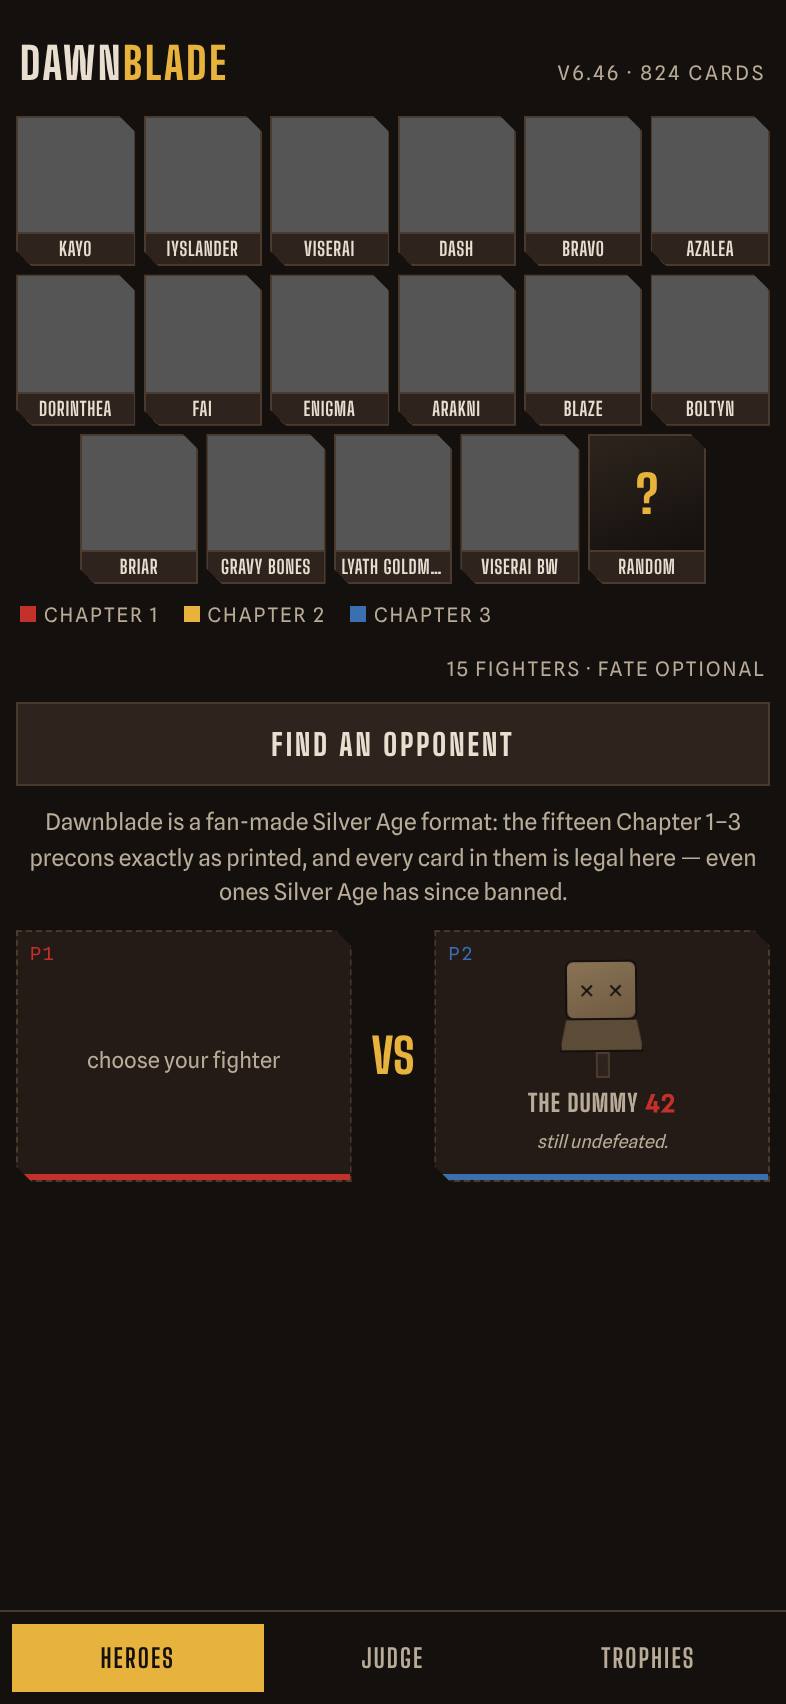 DAWNBLADE
V6.46 · 824 CARDS
KAYO IYSLANDER VISERAI DASH BRAVO AZALEA
DORINTHEA FAI ENIGMA ARAKNI BLAZE BOLTYN
?
BRIAR GRAVY BONES LYATH GOLDM... VISERAI BW RANDOM
CHAPTER 1 CHAPTER 2 CHAPTER 3
15 FIGHTERS · FATE OPTIONAL
FIND AN OPPONENT
Dawnblade is a fan-made Silver Age format: the fifteen Chapter 1–3
precons exactly as printed, and every card in them is legal here — even
ones Silver Age has since banned.
P1
choose your fighter
VS
P2
THE DUMMY 42
still undefeated.
HEROES JUDGE TROPHIES